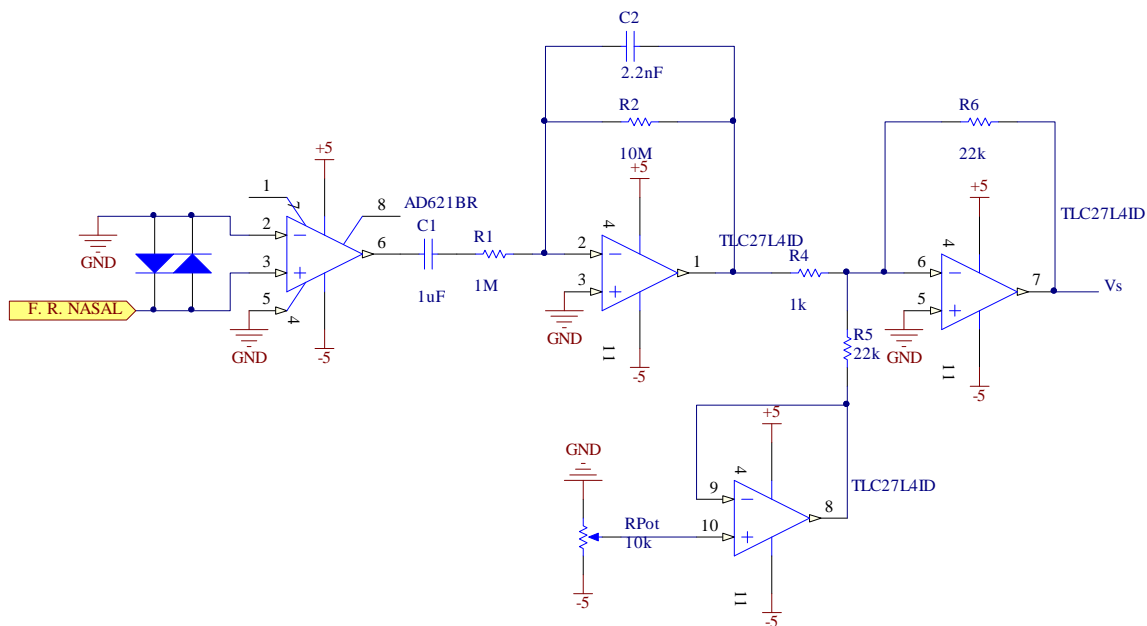 C2
2.2nF
R2
10M
R6
22k
+5
+5
+5
1
7
8
AD621BR
4
TLC27L4ID
4
TLC27L4ID
2
6
C1
R1
2
1
R4
6
7
Vs
GND
3
1uF
1M
3
1k
5
F. R. NASAL
5
4
GND
GND
R5
22k
GND
-5
11
-5
11
-5
+5
GND
4
TLC27L4ID
9
8
RPot
10k
10
-5
11
-5